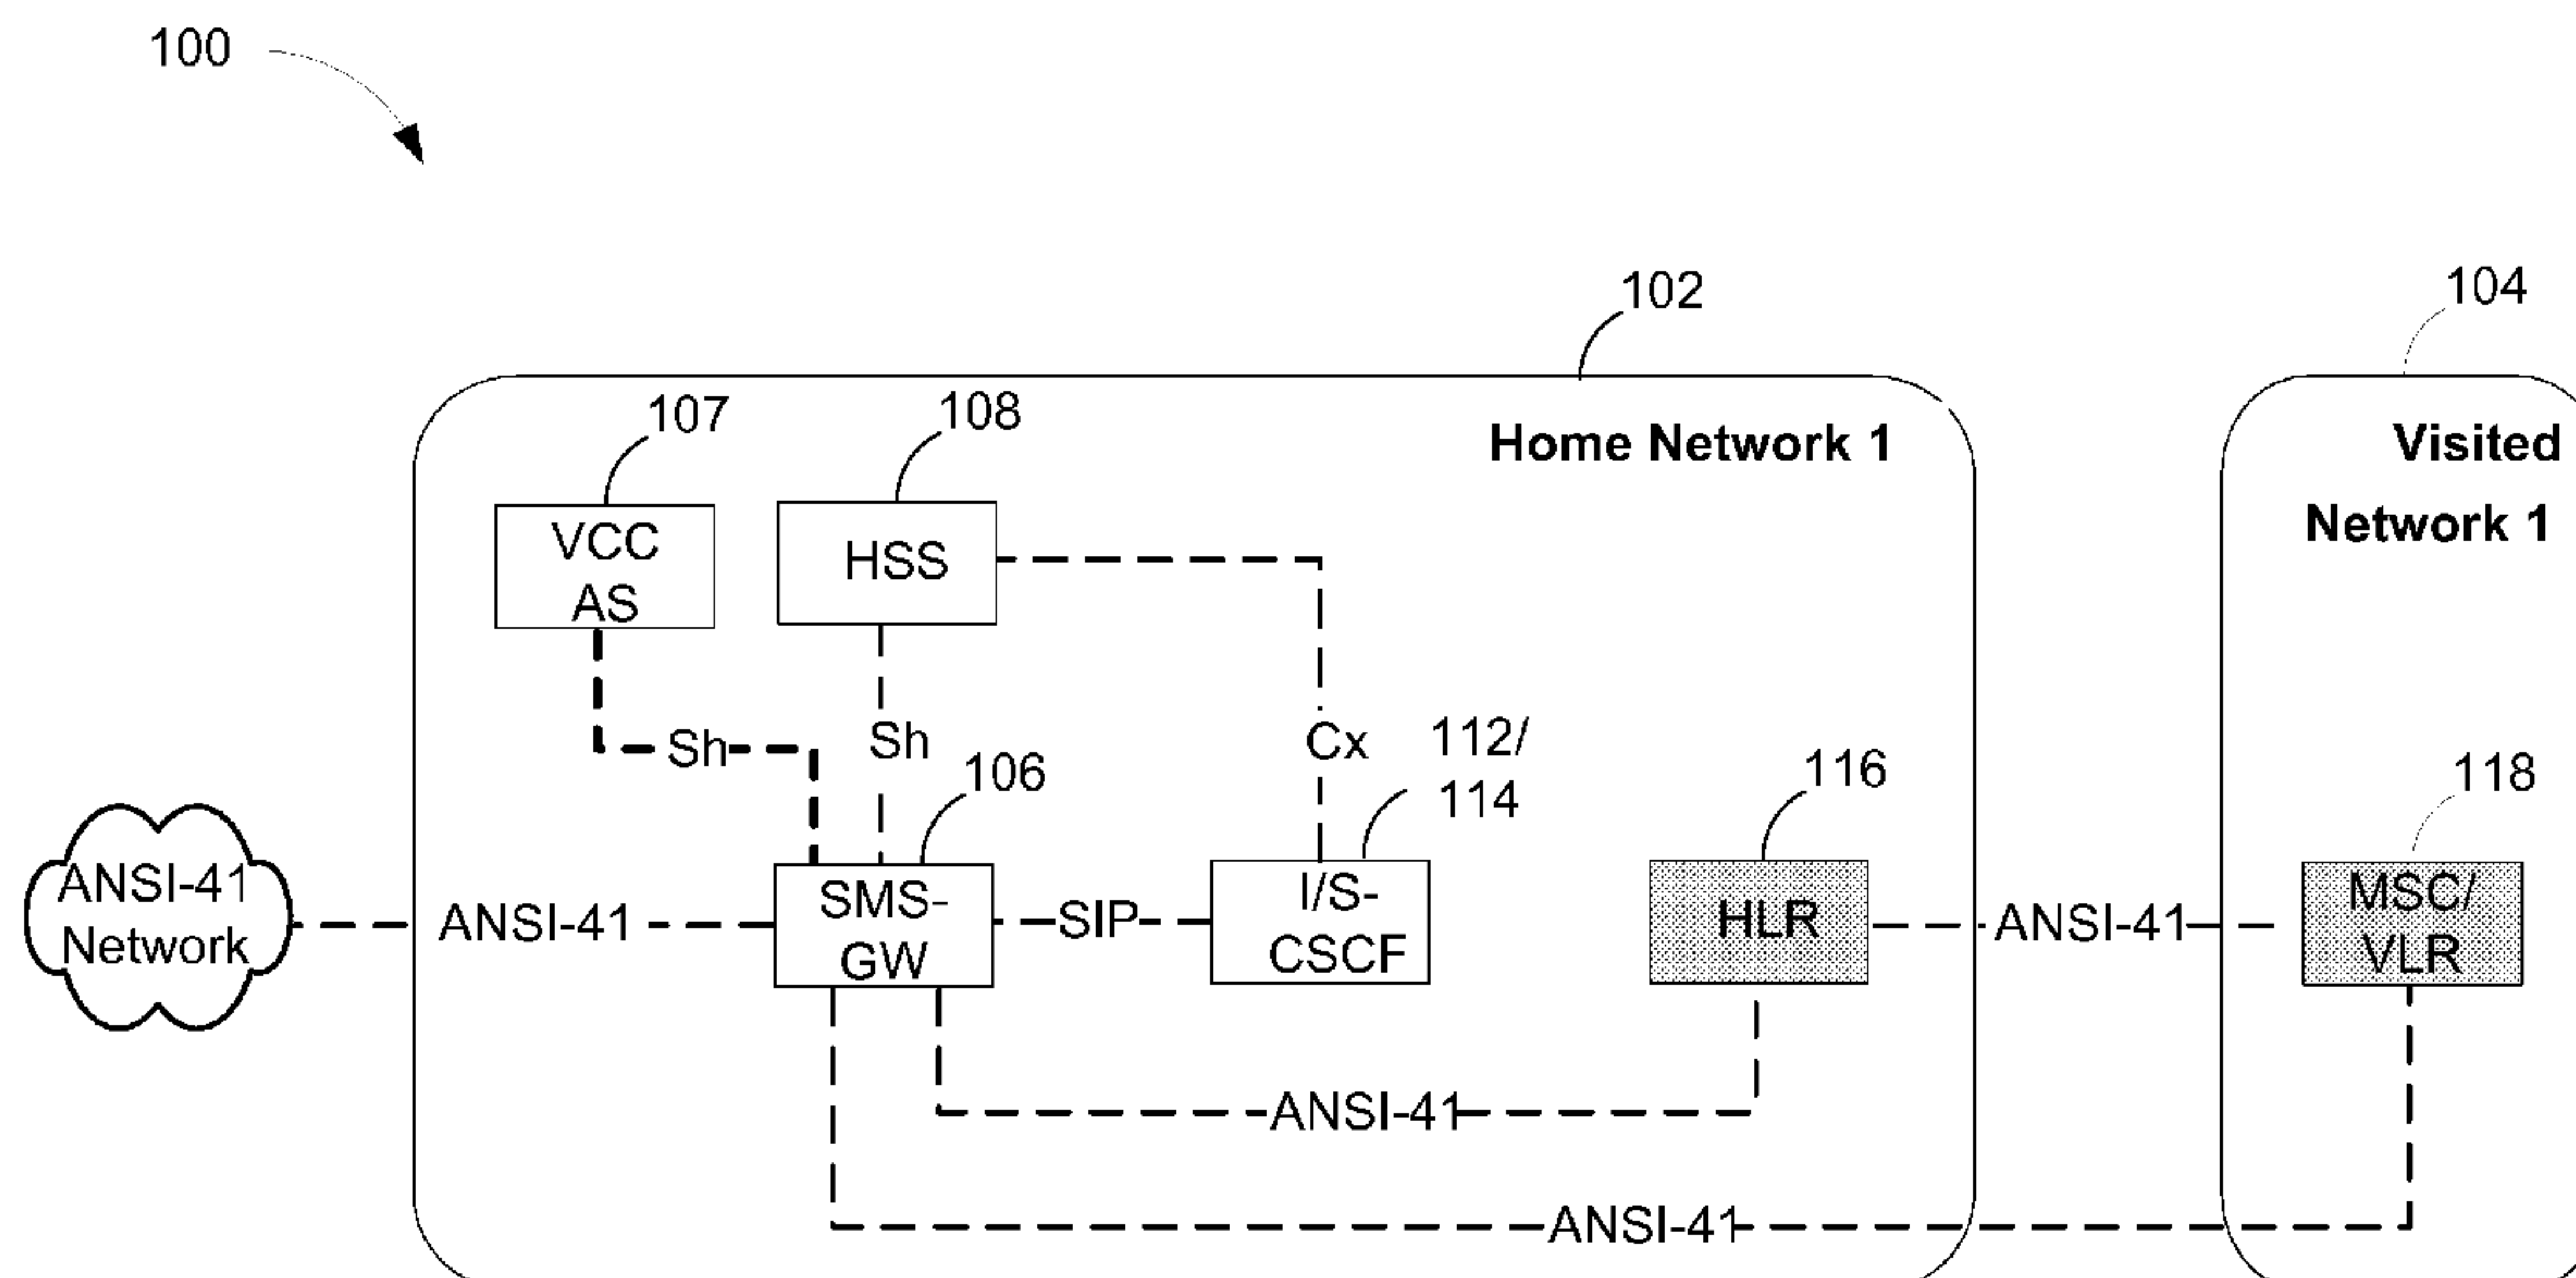 100
102
104
107
108
Home Network 1
Visited
Network 1
VCC
AS
HSS
Sh
Sh
Cx
112/
114
106
116
118
ANSI-41
Network
ANSI-41
SMS-
GW
SIP
I/S-
CSCF
HLR
ANSI-41
MSC/
VLR
ANSI-41
ANSI-41